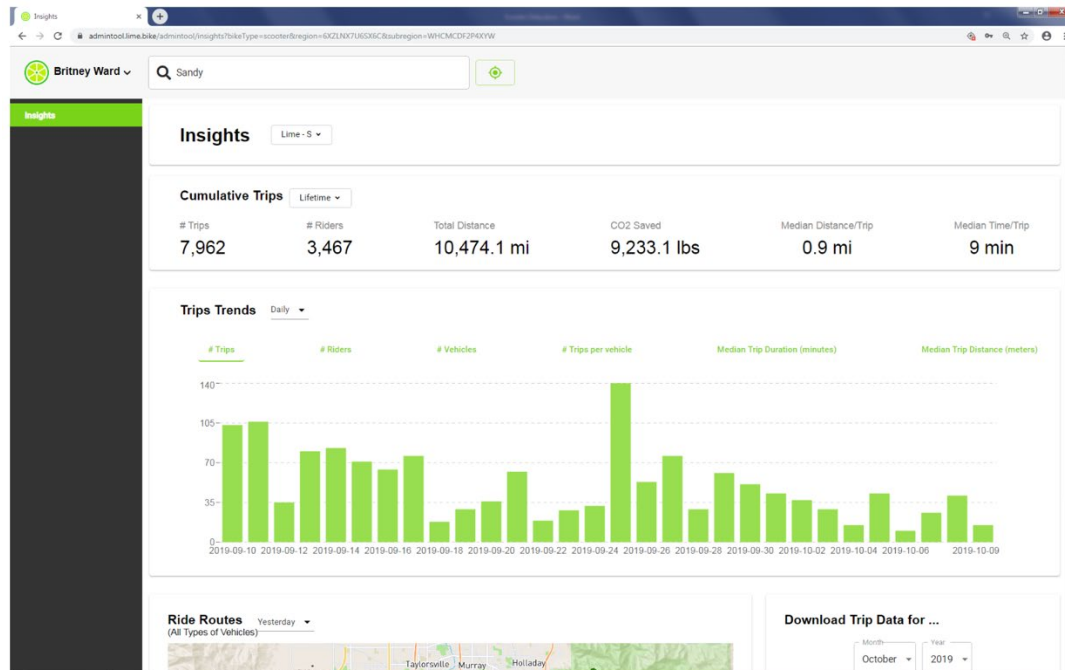 Insights
admintool.lime.bike/admintool/insights?bikeType=scooter&region=6XZLNX7U6SX6C&subregion=WHCMCDF2P4XYW
Britney Ward
Sandy
Insights
Insights Lime - S
Cumulative Trips Lifetime
# Trips # Riders Total Distance CO2 Saved Median Distance/Trip Median Time/Trip
7,962 3,467 10,474.1 mi 9,233.1 lbs 0.9 mi 9 min
Trips Trends Daily
# Trips # Riders # Vehicles # Trips per vehicle Median Trip Duration (minutes) Median Trip Distance (meters)
140
105
70
35
0
2019-09-10 2019-09-12 2019-09-14 2019-09-16 2019-09-18 2019-09-20 2019-09-22 2019-09-24 2019-09-26 2019-09-28 2019-09-30 2019-10-02 2019-10-04 2019-10-06 2019-10-09
Ride Routes Yesterday
(All Types of Vehicles)
Taylorsville Murray Holladay
Download Trip Data for ...
Month Year
October 2019